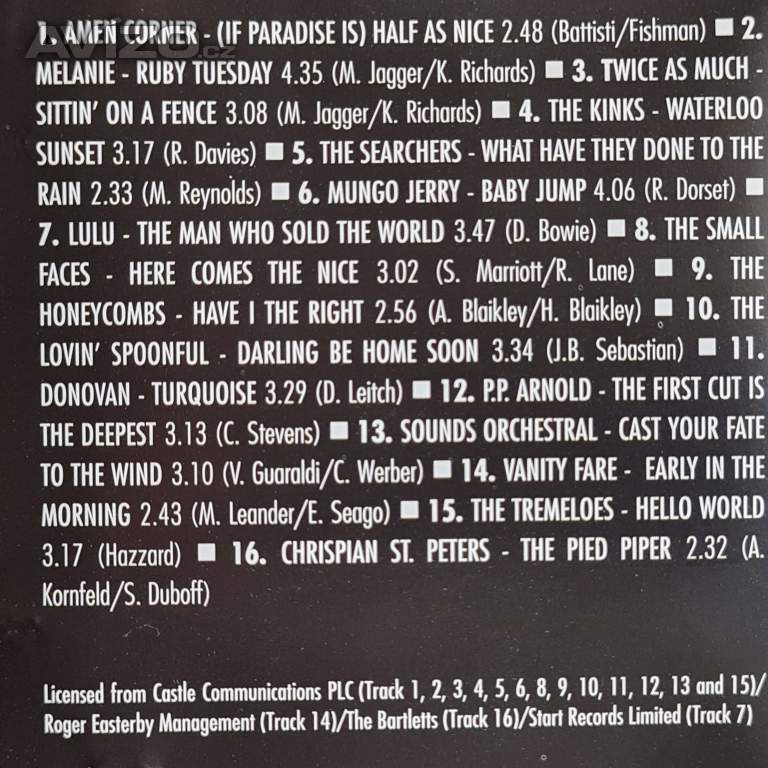 1. AMEN CORNER - (IF PARADISE IS) HALF AS NICE 2.48 (Battisti/Fishman) ■ 2.
MELANIE - RUBY TUESDAY 4.35 (M. Jagger/K. Richards) ■ 3. TWICE AS MUCH -
SITTIN' ON A FENCE 3.08 (M. Jagger/K. Richards) ■ 4. THE KINKS - WATERLOO
SUNSET 3.17 (R. Davies) ■ 5. THE SEARCHERS - WHAT HAVE THEY DONE TO THE
RAIN 2.33 (M. Reynolds) ■ 6. MUNGO JERRY - BABY JUMP 4.06 (R. Dorset) ■
7. LULU - THE MAN WHO SOLD THE WORLD 3.47 (D. Bowie) ■ 8. THE SMALL
FACES - HERE COMES THE NICE 3.02 (S. Marriott/R. Lane) ■ 9. THE
HONEYCOMBS - HAVE I THE RIGHT 2.56 (A. Blaikley/H. Blaikley) ■ 10. THE
LOVIN' SPOONFUL - DARLING BE HOME SOON 3.34 (J.B. Sebastian) ■ 11.
DONOVAN - TURQUOISE 3.29 (D. Leitch) ■ 12. P.P. ARNOLD - THE FIRST CUT IS
THE DEEPEST 3.13 (C. Stevens) ■ 13. SOUNDS ORCHESTRAL - CAST YOUR FATE
TO THE WIND 3.10 (V. Guaraldi/C. Werber) ■ 14. VANITY FARE - EARLY IN THE
MORNING 2.43 (M. Leander/E. Seago) ■ 15. THE TREMELOES - HELLO WORLD
3.17 (Hazzard) ■ 16. CHRISPIAN ST. PETERS - THE PIED PIPER 2.32 (A.
Kornfeld/S. Duboff)
Licensed from Castle Communications PLC (Track 1, 2, 3, 4, 5, 6, 8, 9, 10, 11, 12, 13 and 15)/
Roger Easterby Management (Track 14)/The Bartletts (Track 16)/Start Records Limited (Track 7)